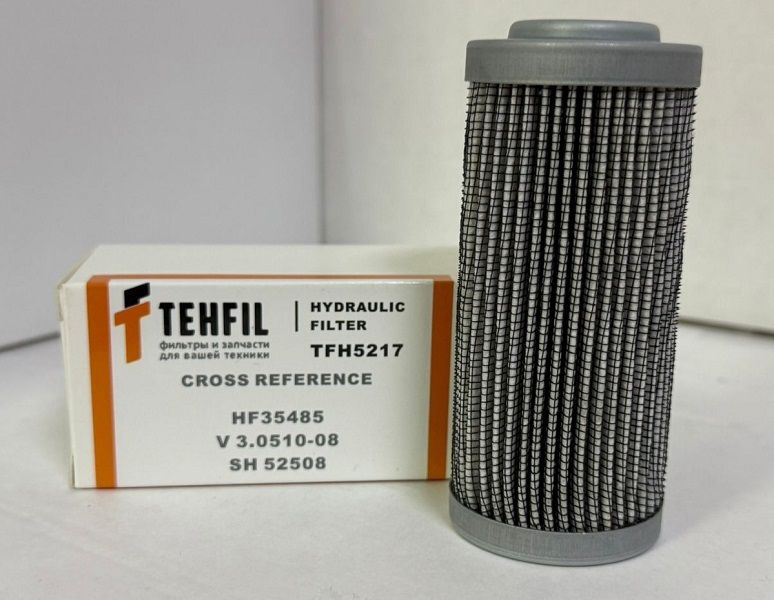 TEHFIL
фильтры и запчасти
для вашей техники
HYDRAULIC
FILTER
TFH5217
CROSS REFERENCE
HF35485
V 3.0510-08
SH 52508